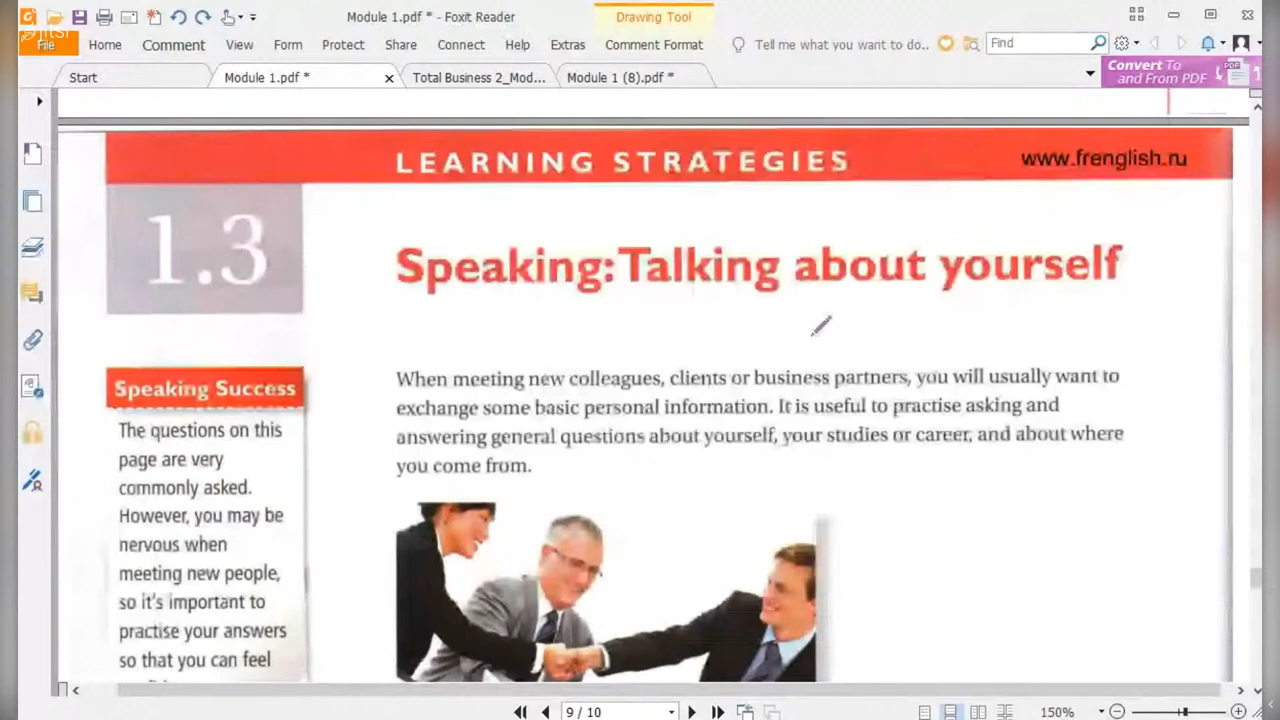 Module 1.pdf * - Foxit Reader
Drawing Tool
jitsi
File
Home
Comment
View
Form
Protect
Share
Connect
Help
Extras
Comment Format
Tell me what you want to do..
Find
Start
Module 1.pdf *
Total Business 2_Mod...
Module 1 (8).pdf *
Convert To
and From PDF
PDF
LEARNING STRATEGIES
www.frenglish.ru
1.3
Speaking: Talking about yourself
When meeting new colleagues, clients or business partners, you will usually want to
exchange some basic personal information. It is useful to practise asking and
answering general questions about yourself, your studies or career, and about where
you come from.
Speaking Success
The questions on this
page are very
commonly asked.
However, you may be
nervous when
meeting new people,
so it's important to
practise your answers
so that you can feel
9 / 10
150%